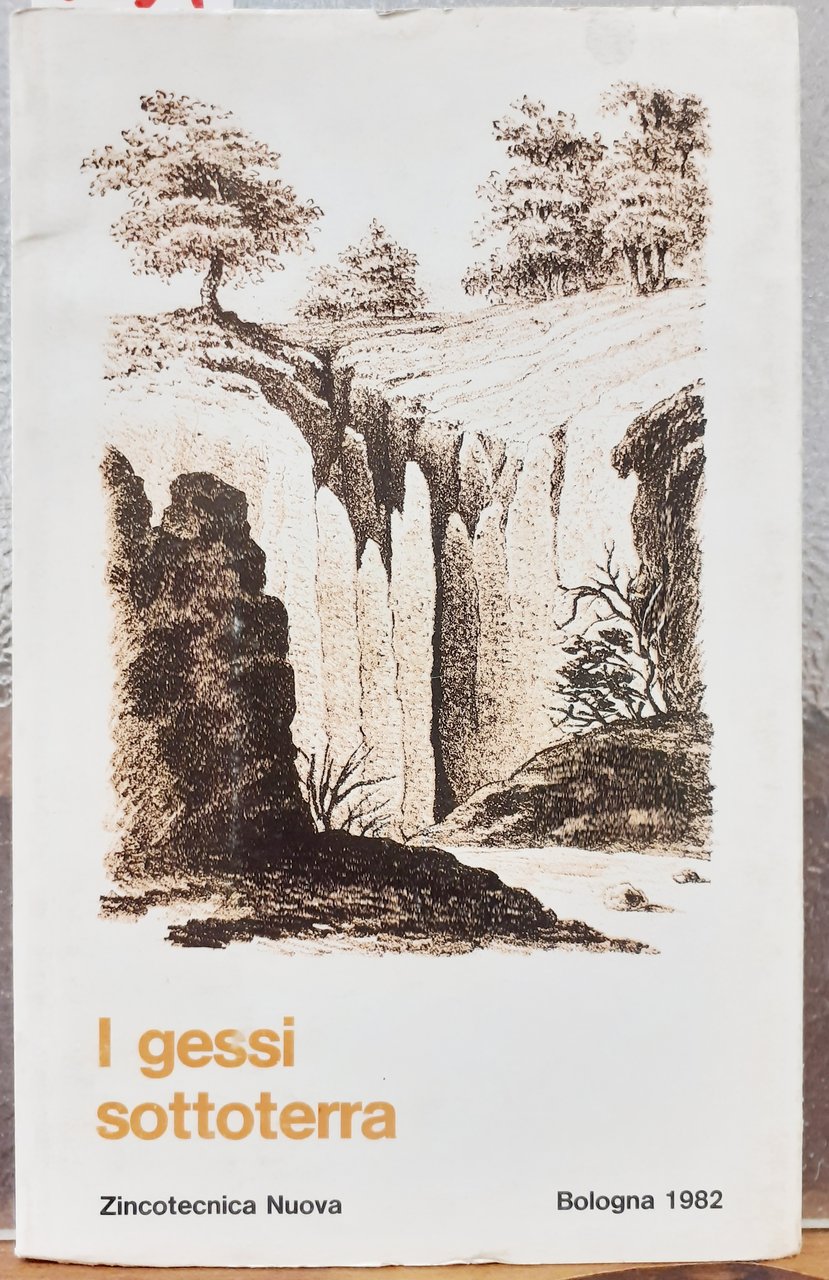 I gessi
sottoterra
Zincotecnica Nuova
Bologna 1982